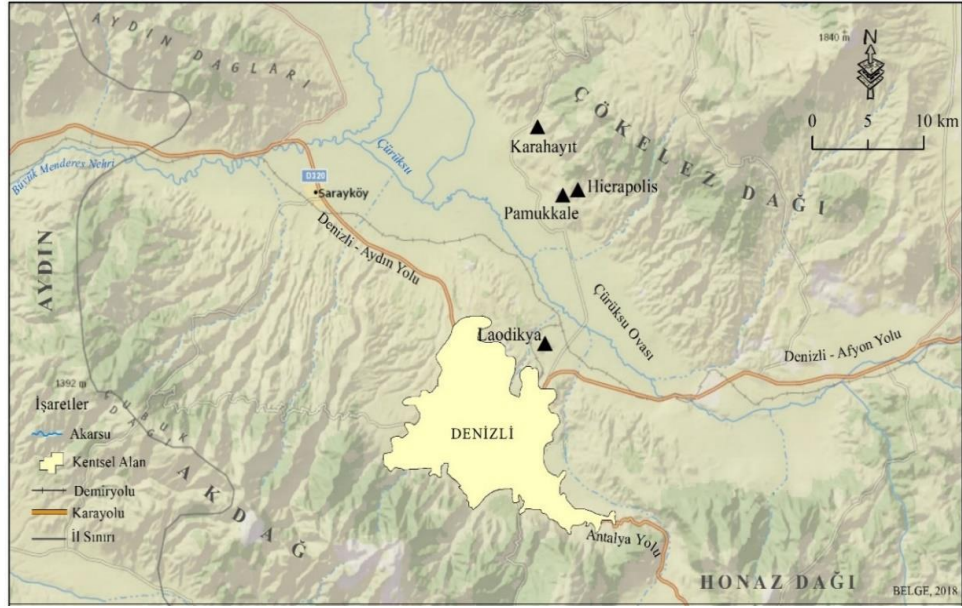 AYDIN DAĞLARI
1840 m
N
0 5 10 km
ÇÖKELEZ DAĞI
Karahayıt
Çürüksu
Büyük Menderes Nehri
D320
Sarayköy
Hierapolis
Pamukkale
AYDIN
Denizli - Aydın Yolu
Çürüksu Ovası
Laodikya
Denizli - Afyon Yolu
1392 m
ÇUBUK DAĞI
AKDAĞ
DENİZLİ
İşaretler
Akarsu
Kentsel Alan
Demiryolu
Karayolu
İl Sınırı
Antalya Yolu
HONAZ DAĞI
BELGE, 2018